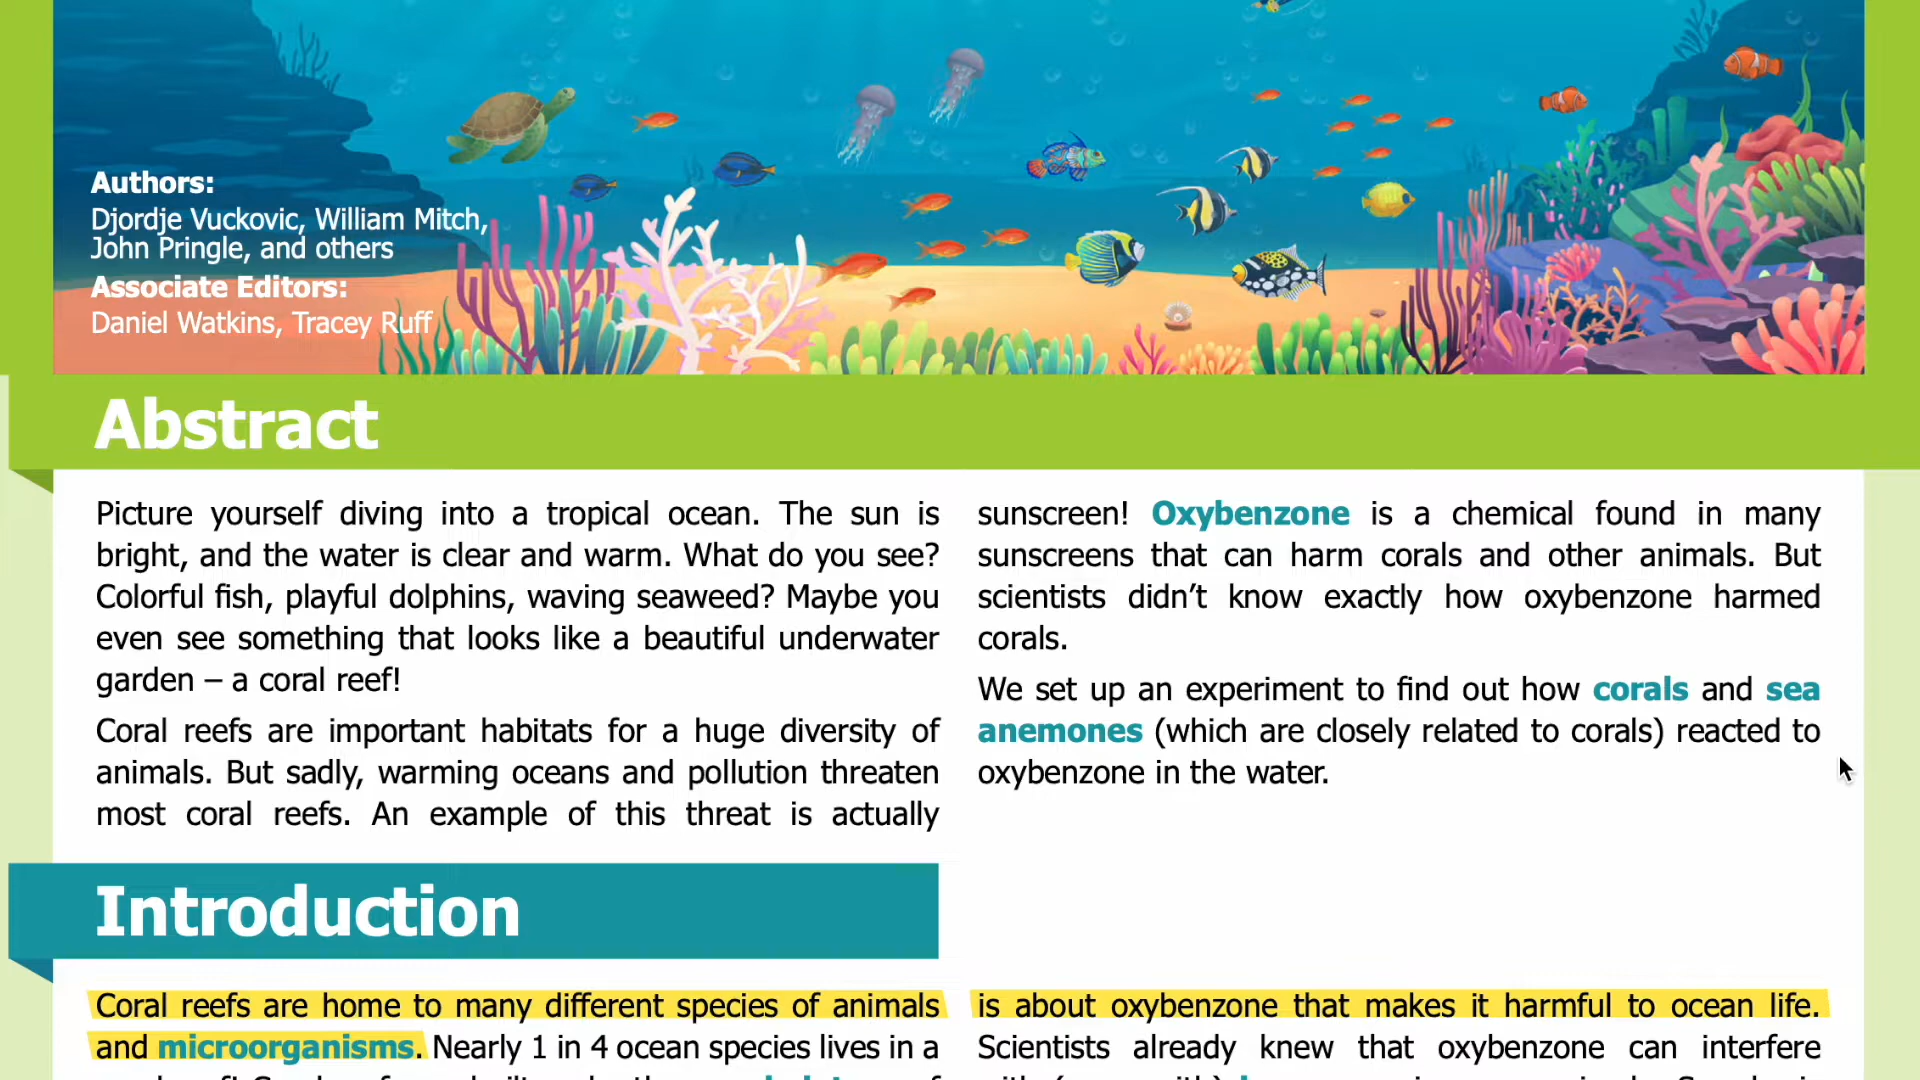 Authors:
Djordje Vuckovic, William Mitch,
John Pringle, and others
Associate Editors:
Daniel Watkins, Tracey Ruff
Abstract
Picture yourself diving into a tropical ocean. The sun is
bright, and the water is clear and warm. What do you see?
Colorful fish, playful dolphins, waving seaweed? Maybe you
even see something that looks like a beautiful underwater
garden – a coral reef!
Coral reefs are important habitats for a huge diversity of
animals. But sadly, warming oceans and pollution threaten
most coral reefs. An example of this threat is actually
sunscreen! Oxybenzone is a chemical found in many
sunscreens that can harm corals and other animals. But
scientists didn’t know exactly how oxybenzone harmed
corals.
We set up an experiment to find out how corals and sea
anemones (which are closely related to corals) reacted to
oxybenzone in the water.
Introduction
Coral reefs are home to many different species of animals
and microorganisms. Nearly 1 in 4 ocean species lives in a
is about oxybenzone that makes it harmful to ocean life.
Scientists already knew that oxybenzone can interfere